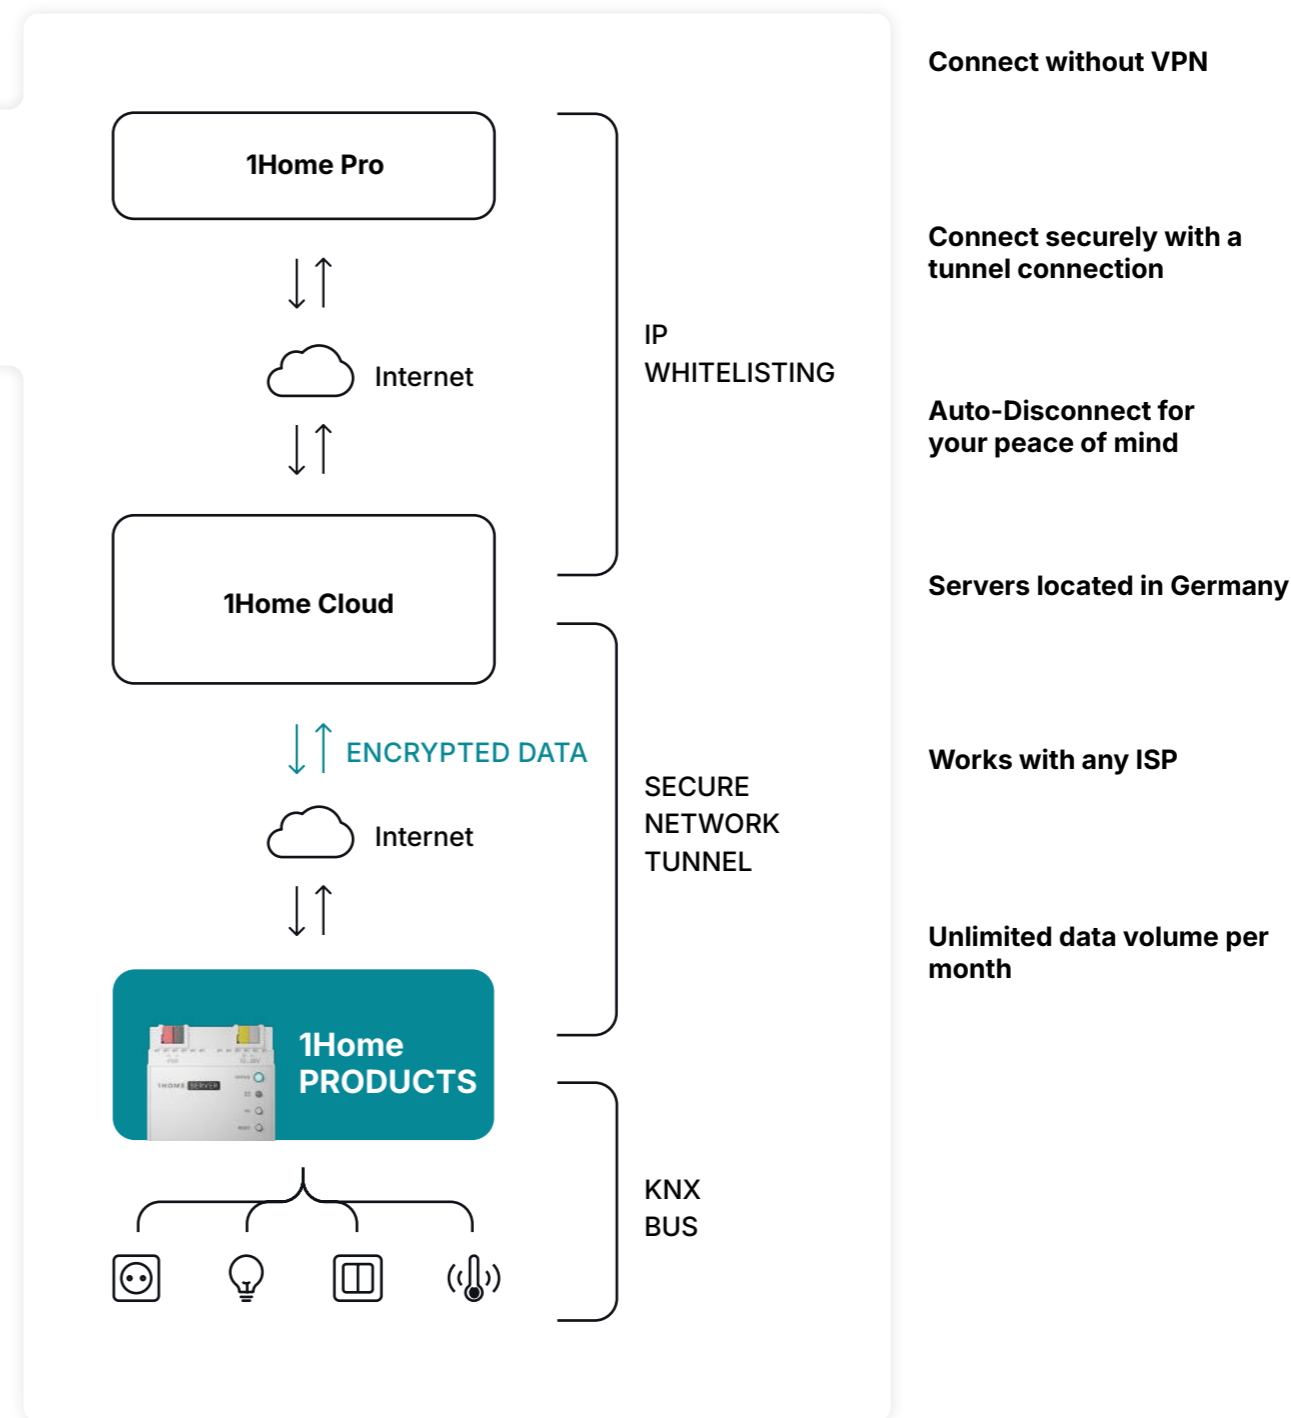 1Home Pro
Internet
IP
WHITELISTING
1Home Cloud
ENCRYPTED DATA
Internet
SECURE
NETWORK
TUNNEL
1HOME SERVER
1Home
PRODUCTS
KNX
BUS
Connect without VPN
Connect securely with a
tunnel connection
Auto-Disconnect for
your peace of mind
Servers located in Germany
Works with any ISP
Unlimited data volume per
month